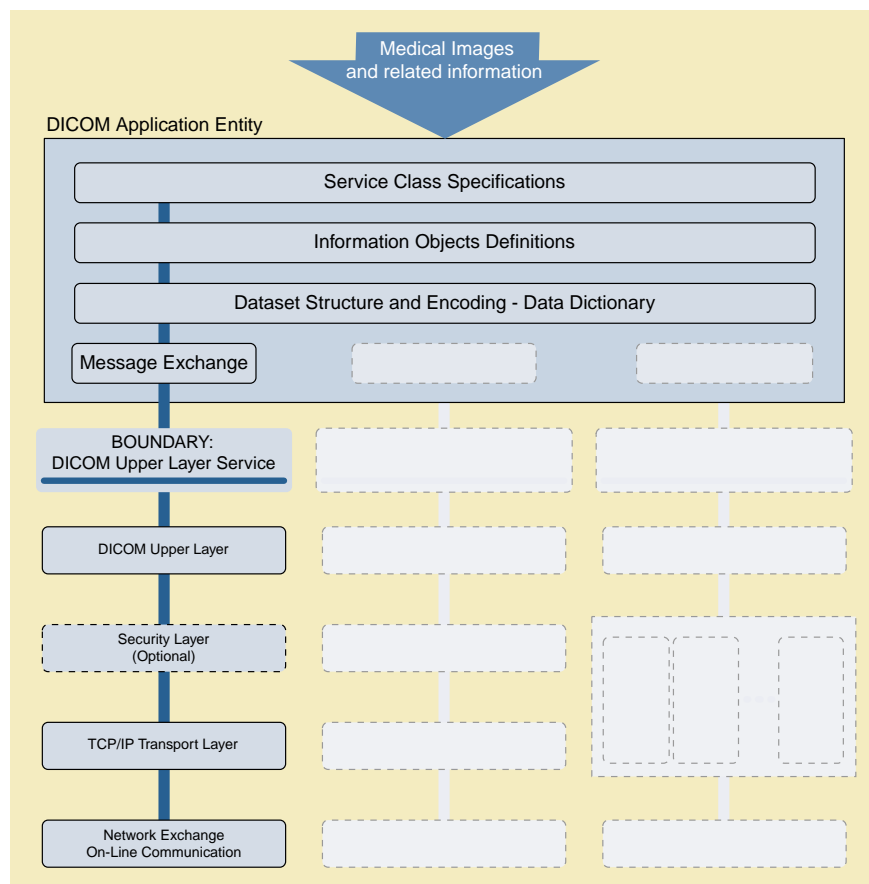 Medical Images
and related information
DICOM Application Entity
Service Class Specifications
Information Objects Definitions
Dataset Structure and Encoding - Data Dictionary
Message Exchange
BOUNDARY:
DICOM Upper Layer Service
DICOM Upper Layer
Security Layer
(Optional)
TCP/IP Transport Layer
Network Exchange
On-Line Communication